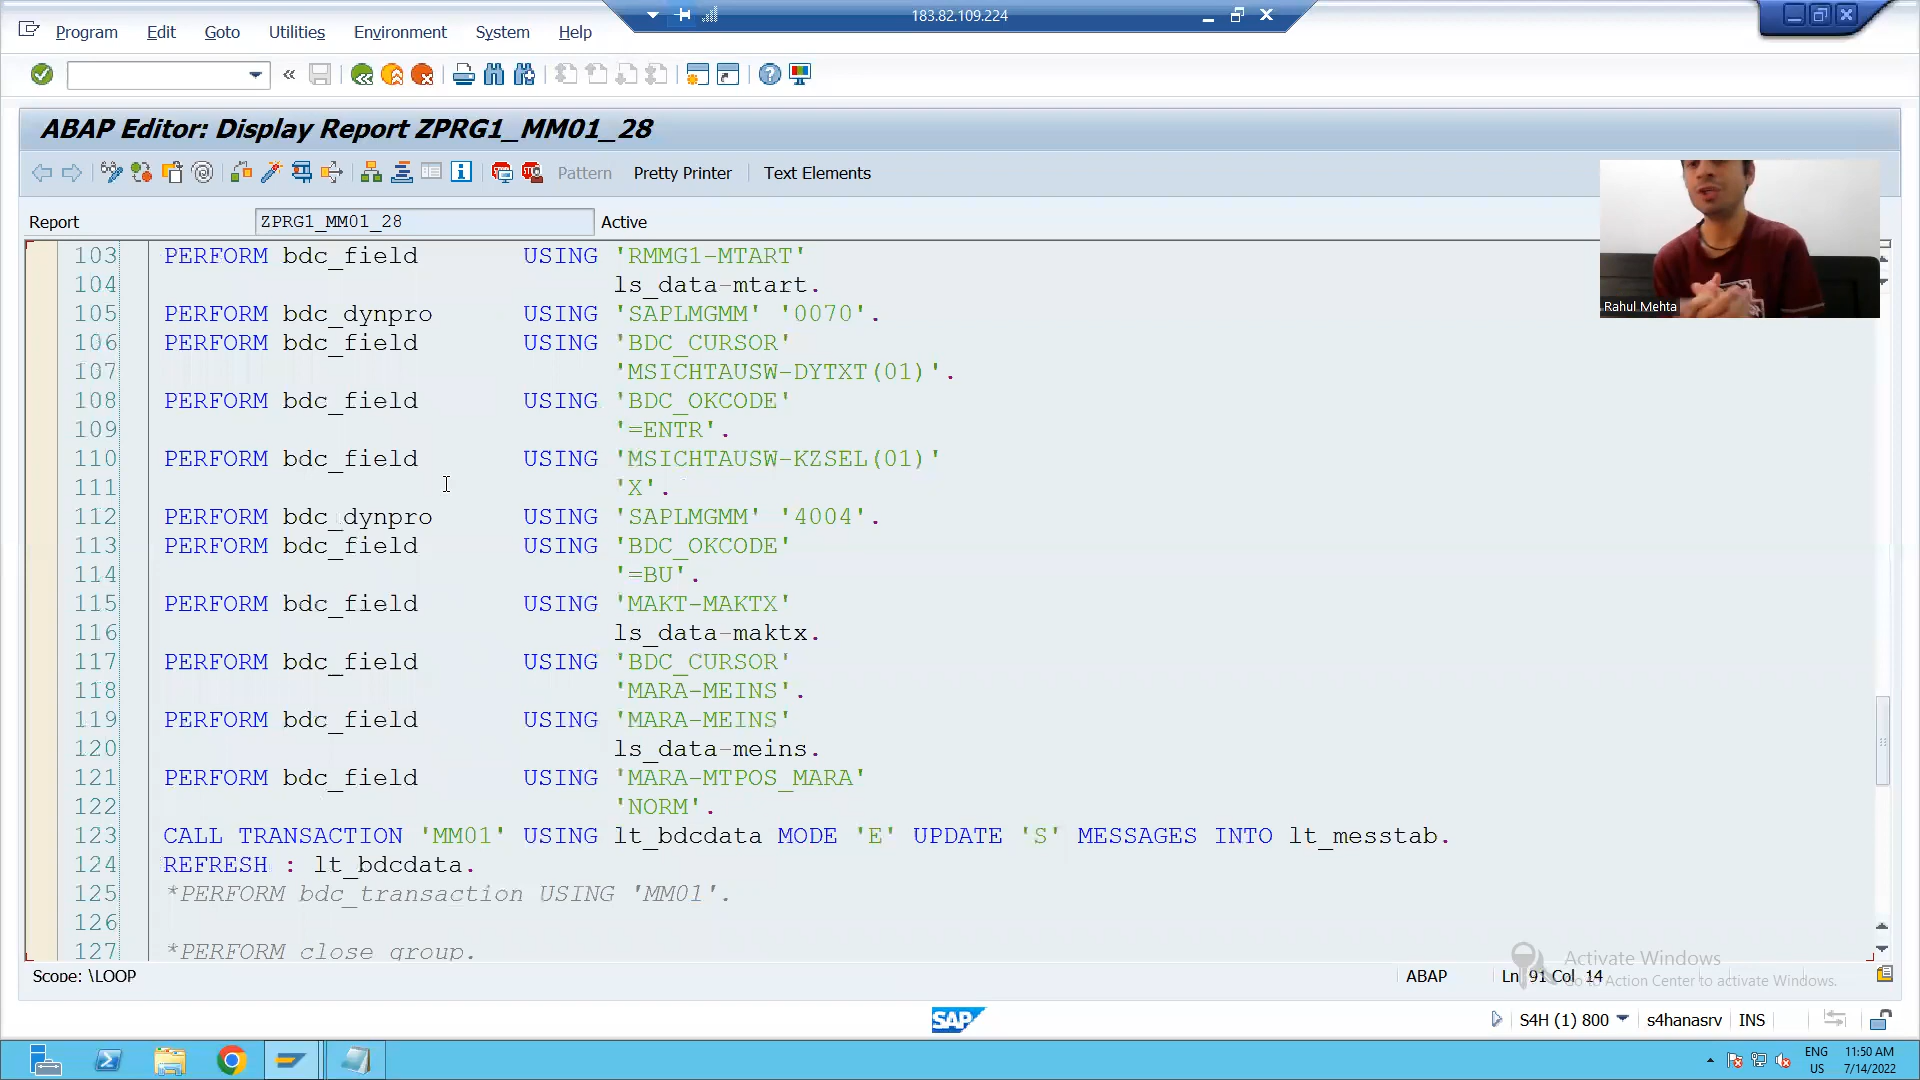 183.82.109.224
Program Edit Goto Utilities Environment System Help
ABAP Editor: Display Report ZPRG1_MM01_28
Pattern Pretty Printer Text Elements
Report ZPRG1_MM01_28 Active
Rahul Mehta
103 PERFORM bdc_field USING 'RMMG1-MTART'
104 ls_data-mtart.
105 PERFORM bdc_dynpro USING 'SAPLMGMM' '0070'.
106 PERFORM bdc_field USING 'BDC_CURSOR'
107 'MSICHTAUSW-DYTXT(01)'.
108 PERFORM bdc_field USING 'BDC_OKCODE'
109 '=ENTR'.
110 PERFORM bdc_field USING 'MSICHTAUSW-KZSEL(01)'
111 'X'.
112 PERFORM bdc_dynpro USING 'SAPLMGMM' '4004'.
113 PERFORM bdc_field USING 'BDC_OKCODE'
114 '=BU'.
115 PERFORM bdc_field USING 'MAKT-MAKTX'
116 ls_data-maktx.
117 PERFORM bdc_field USING 'BDC_CURSOR'
118 'MARA-MEINS'.
119 PERFORM bdc_field USING 'MARA-MEINS'
120 ls_data-meins.
121 PERFORM bdc_field USING 'MARA-MTPOS_MARA'
122 'NORM'.
123 CALL TRANSACTION 'MM01' USING lt_bdcdata MODE 'E' UPDATE 'S' MESSAGES INTO lt_messtab.
124 REFRESH : lt_bdcdata.
125 *PERFORM bdc_transaction USING 'MM01'.
126
127 *PERFORM close_group.
Activate Windows
Go to Action Center to activate Windows.
Scope: \LOOP ABAP Ln 91 Col 14
SAP S4H (1) 800 s4hanasrv INS
ENG 11:50 AM
US 7/14/2022